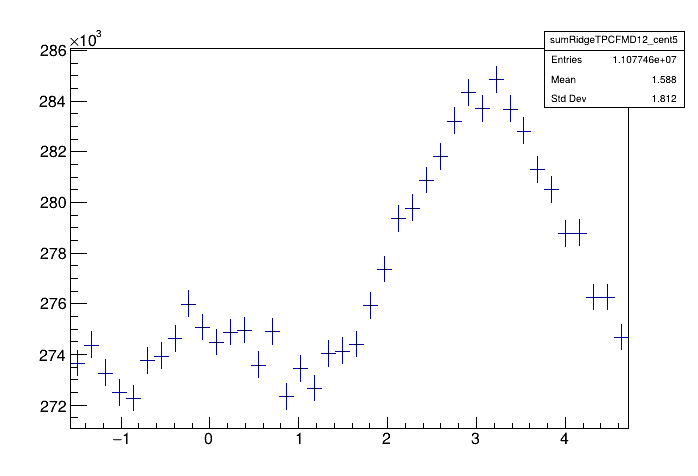 ×10³
sumRidgeTPCFMD12_cent5
Entries 1.107746e+07
Mean 1.588
Std Dev 1.812
286
284
282
280
278
276
274
272
−1 0 1 2 3 4